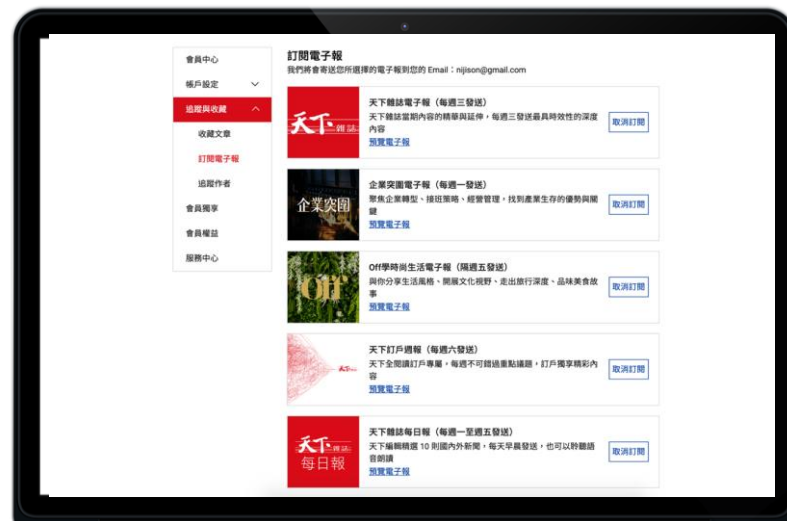 會員中心
帳戶設定
追蹤與收藏
收藏文章
訂閱電子報
追蹤作者
會員獨享
會員權益
服務中心
訂閱電子報
我們將會寄送您所選擇的電子報到您的 Email：nijison@gmail.com
天下雜誌
天下雜誌電子報（每週三發送）
天下雜誌當期內容的精華與延伸，每週三發送最具時效性的深度
內容
預覽電子報
取消訂閱
企業突圍
企業突圍電子報（每週一發送）
聚焦企業轉型、接班策略、經營管理，找到產業生存的優勢與關
鍵
預覽電子報
取消訂閱
Off
Off學時尚生活電子報（隔週五發送）
與你分享生活風格、開展文化視野、走出旅行深度、品味美食故
事
預覽電子報
取消訂閱
天下
天下訂戶週報（每週六發送）
天下全閱讀訂戶專屬，每週不可錯過重點議題，訂戶獨享精彩內
容
預覽電子報
取消訂閱
天下雜誌
每日報
天下雜誌每日報（每週一至週五發送）
天下編輯精選 10 則國內外新聞，每天早晨發送，也可以聆聽語
音朗讀
預覽電子報
取消訂閱